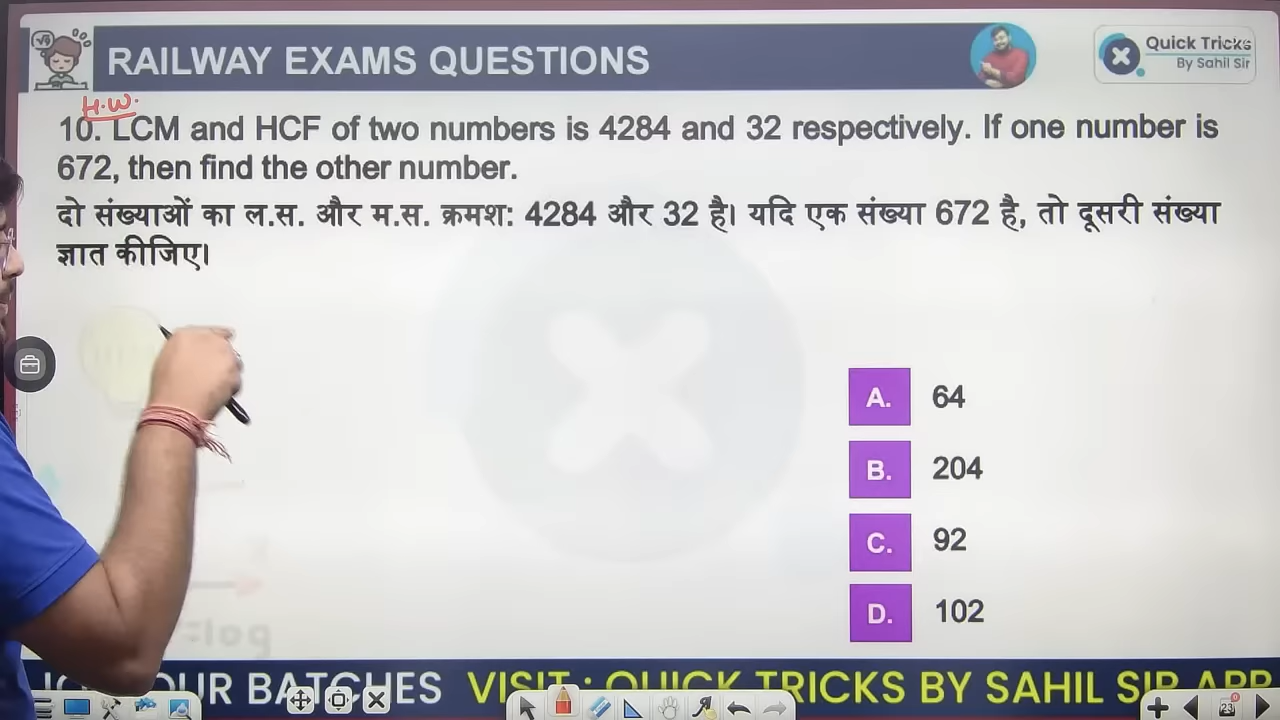 RAILWAY EXAMS QUESTIONS
Quick Tricks
By Sahil Sir
H.W.
10. LCM and HCF of two numbers is 4284 and 32 respectively. If one number is
672, then find the other number.
दो संख्याओं का ल.स. और म.स. क्रमश: 4284 और 32 है। यदि एक संख्या 672 है, तो दूसरी संख्या
ज्ञात कीजिए।
A. 64
B. 204
C. 92
D. 102
OUR BATCHES VISIT : QUICK TRICKS BY SAHIL SIR APP
23